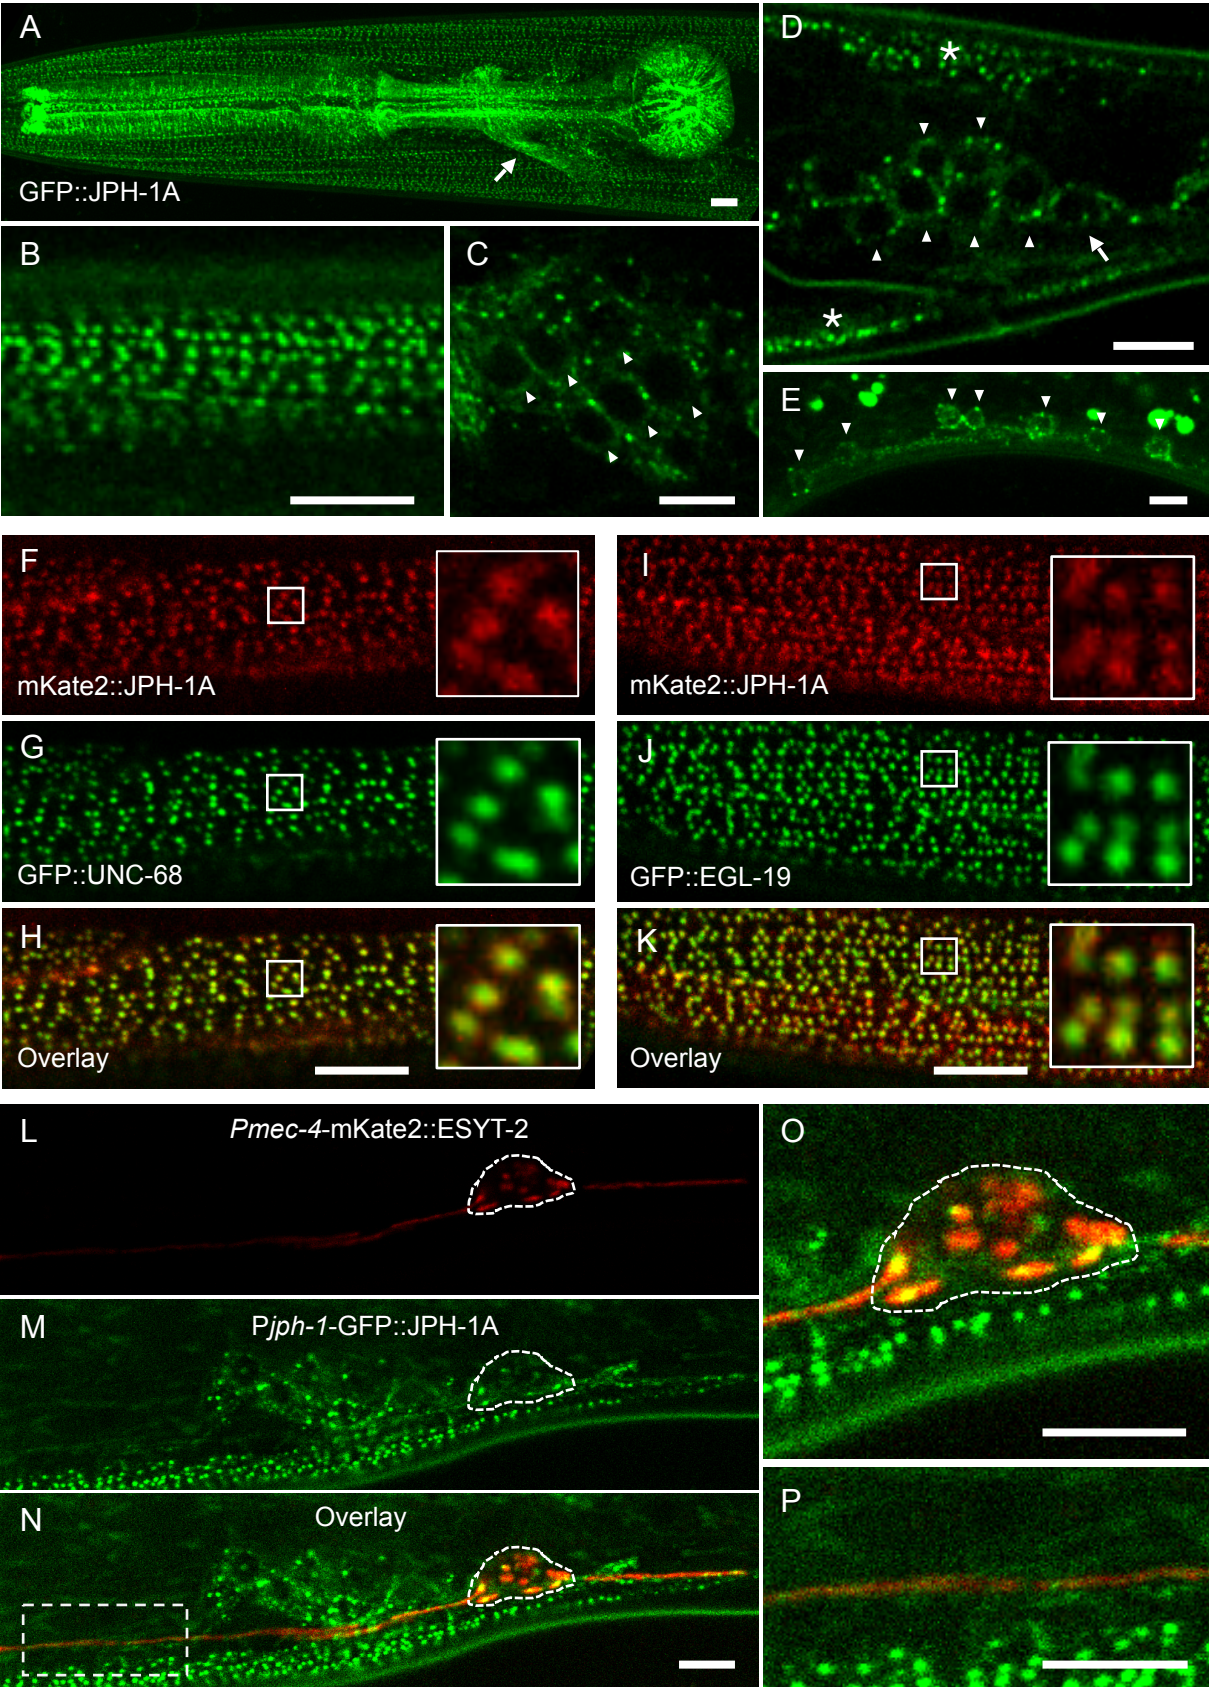 A
GFP::JPH-1A
B
C
D
*
*
E
F
mKate2::JPH-1A
G
GFP::UNC-68
H
Overlay
I
mKate2::JPH-1A
J
GFP::EGL-19
K
Overlay
L
Pmec-4-mKate2::ESYT-2
M
Pjph-1-GFP::JPH-1A
N
Overlay
O
P